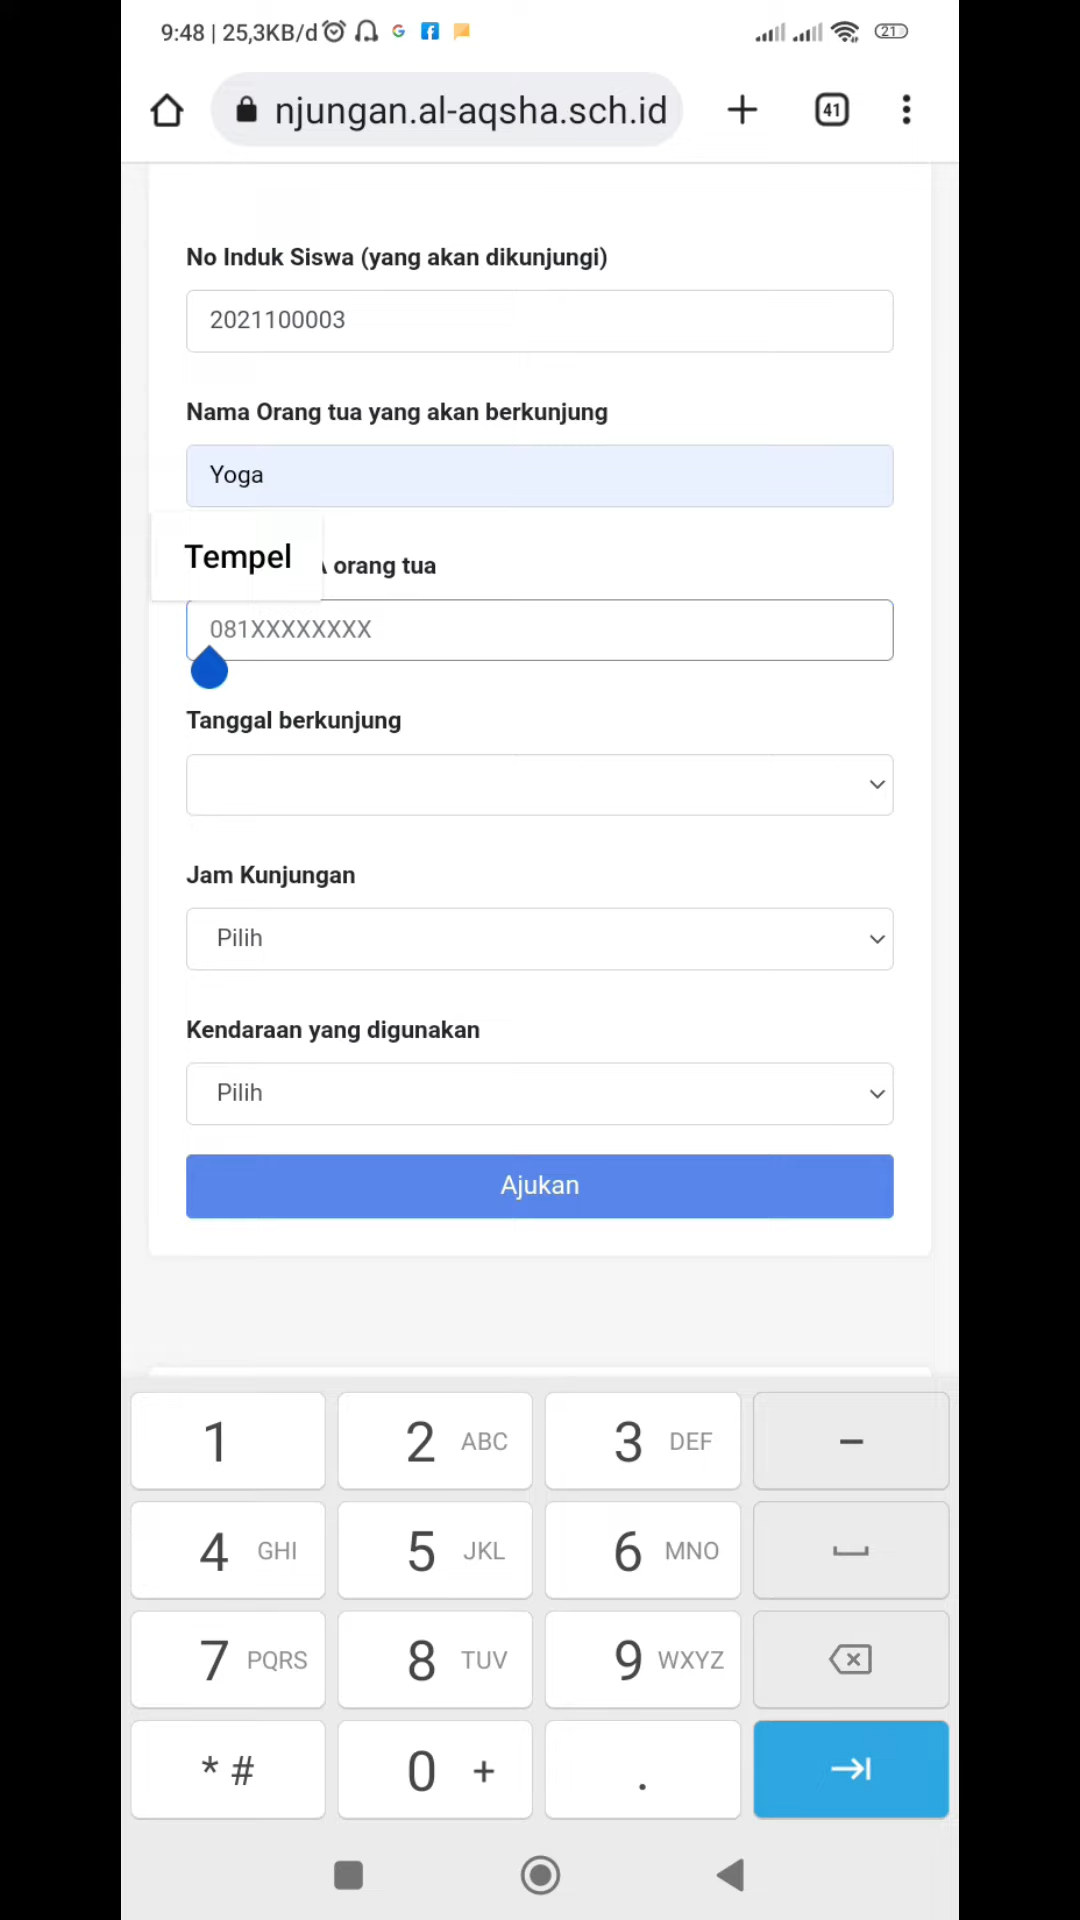 9:48 | 25,3KB/d
21
njungan.al-aqsha.sch.id
41
No Induk Siswa (yang akan dikunjungi)
2021100003
Nama Orang tua yang akan berkunjung
Yoga
Tempel
orang tua
081XXXXXXXX
Tanggal berkunjung
Jam Kunjungan
Pilih
Kendaraan yang digunakan
Pilih
Ajukan
1 2 ABC 3 DEF –
4 GHI 5 JKL 6 MNO
7 PQRS 8 TUV 9 WXYZ
* # 0 + .